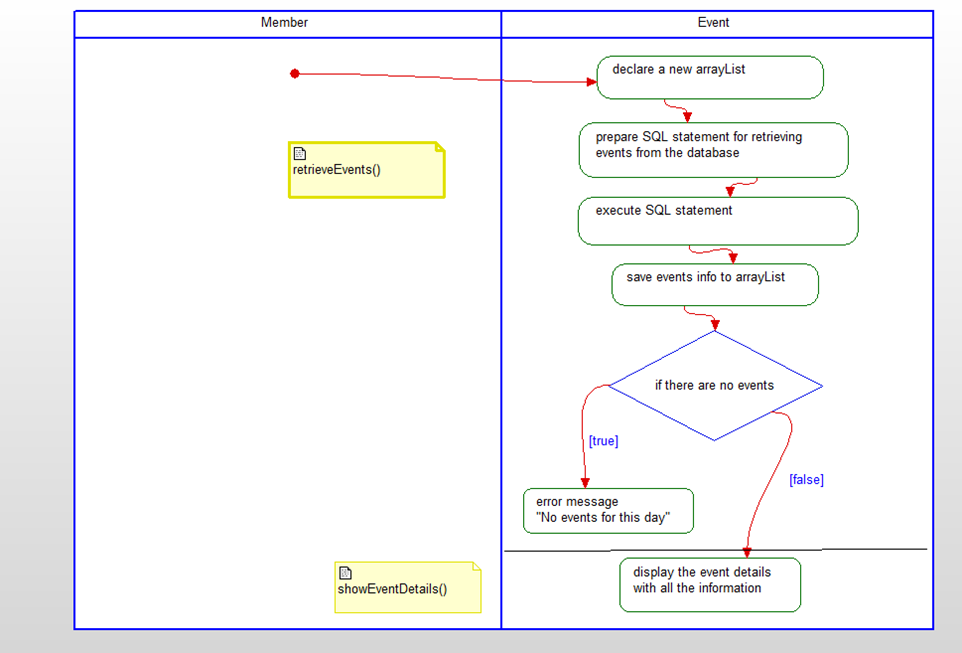 Member
Event
declare a new arrayList
prepare SQL statement for retrieving
events from the database
retrieveEvents()
execute SQL statement
save events info to arrayList
if there are no events
[true]
[false]
error message
"No events for this day"
display the event details
with all the information
showEventDetails()